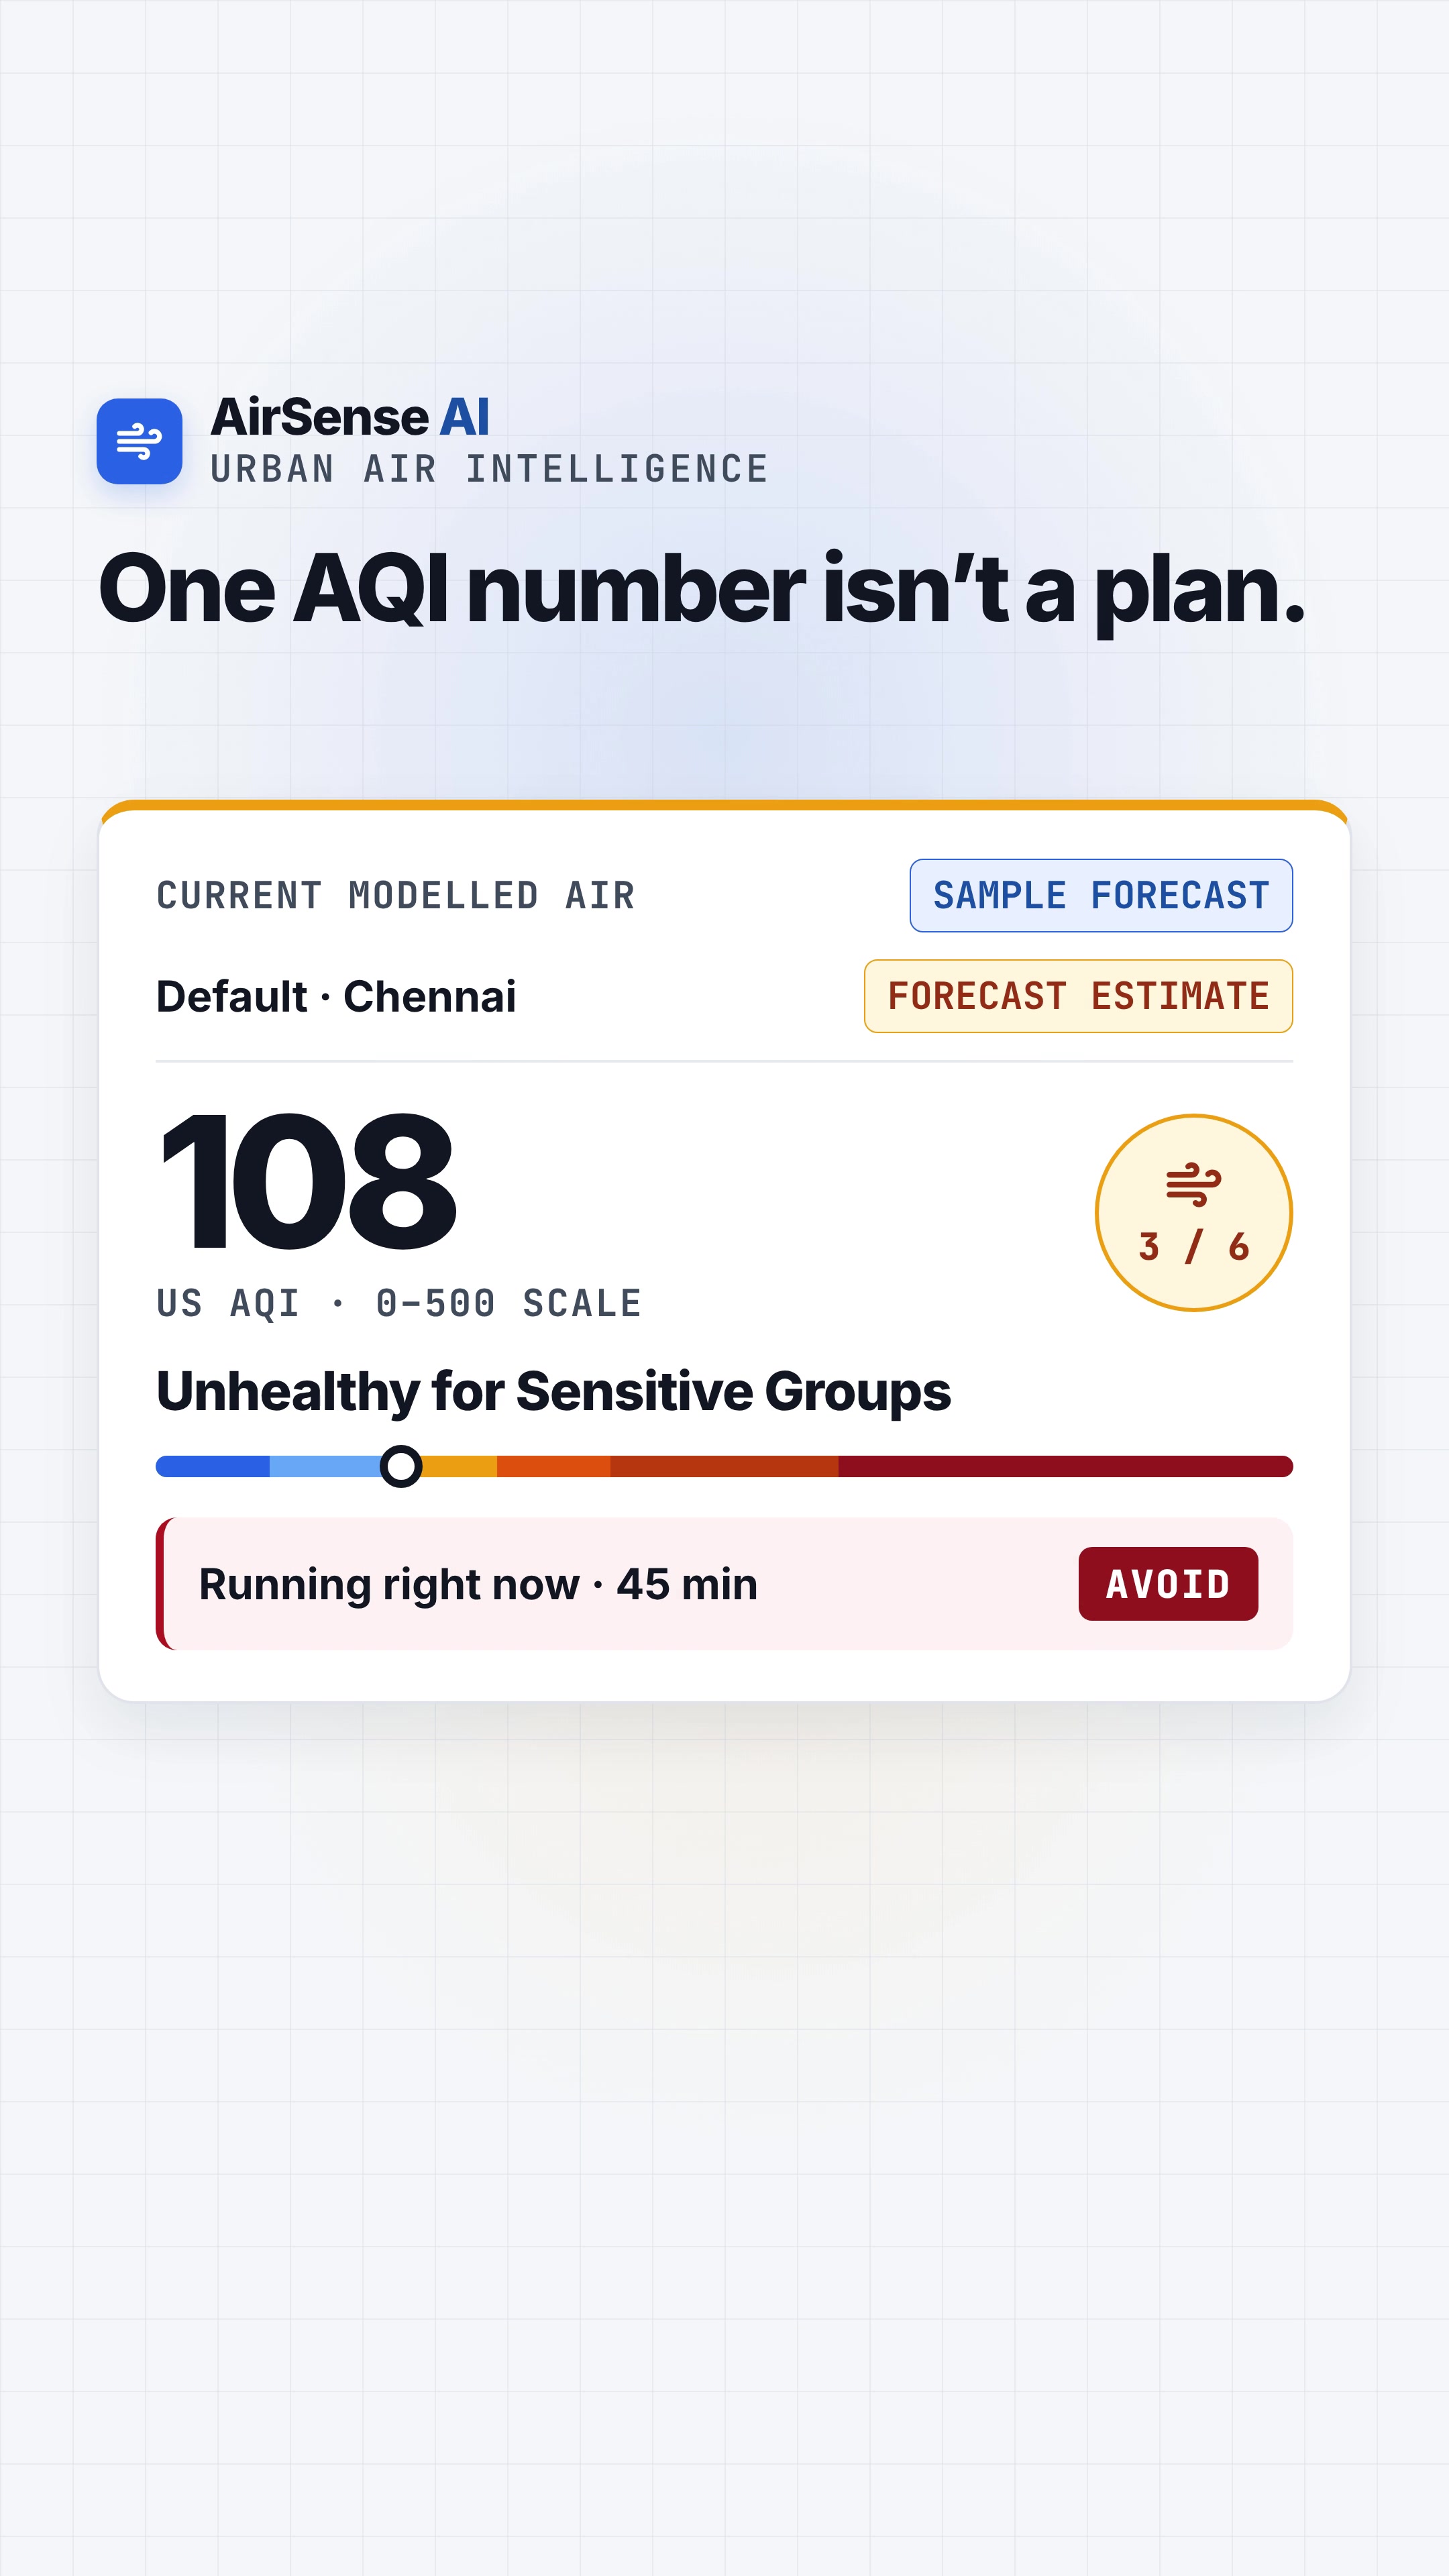 AirSense AI
URBAN AIR INTELLIGENCE
One AQI number isn’t a plan.
CURRENT MODELLED AIR
SAMPLE FORECAST
Default · Chennai
FORECAST ESTIMATE
108
3 / 6
US AQI · 0–500 SCALE
Unhealthy for Sensitive Groups
Running right now · 45 min
AVOID